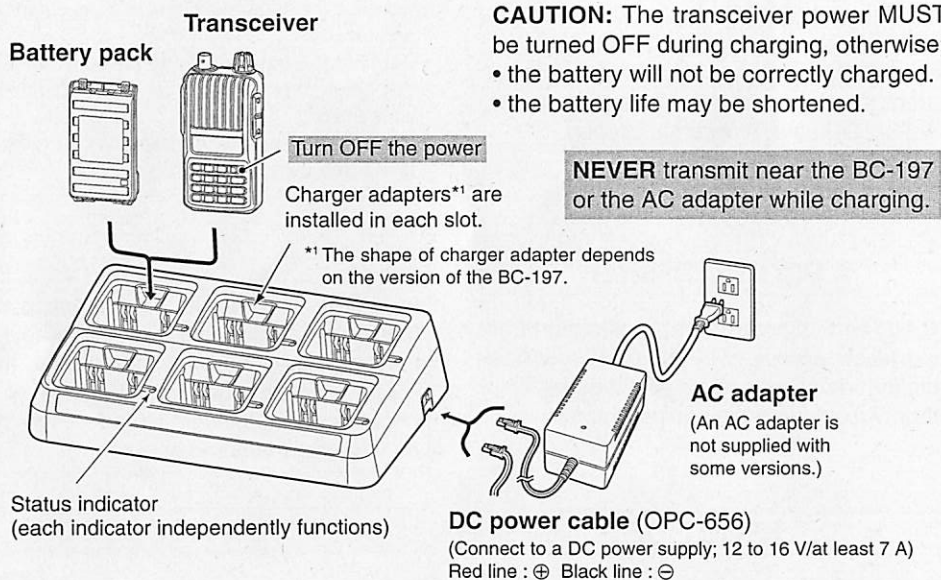 Transceiver
Battery pack
Turn OFF the power
Charger adapters*1 are
installed in each slot.
*1 The shape of charger adapter depends
on the version of the BC-197.
CAUTION: The transceiver power MUST
be turned OFF during charging, otherwise
• the battery will not be correctly charged.
• the battery life may be shortened.
NEVER transmit near the BC-197
or the AC adapter while charging.
AC adapter
(An AC adapter is
not supplied with
some versions.)
Status indicator
(each indicator independently functions)
DC power cable (OPC-656)
(Connect to a DC power supply; 12 to 16 V/at least 7 A)
Red line : ⊕ Black line : ⊖